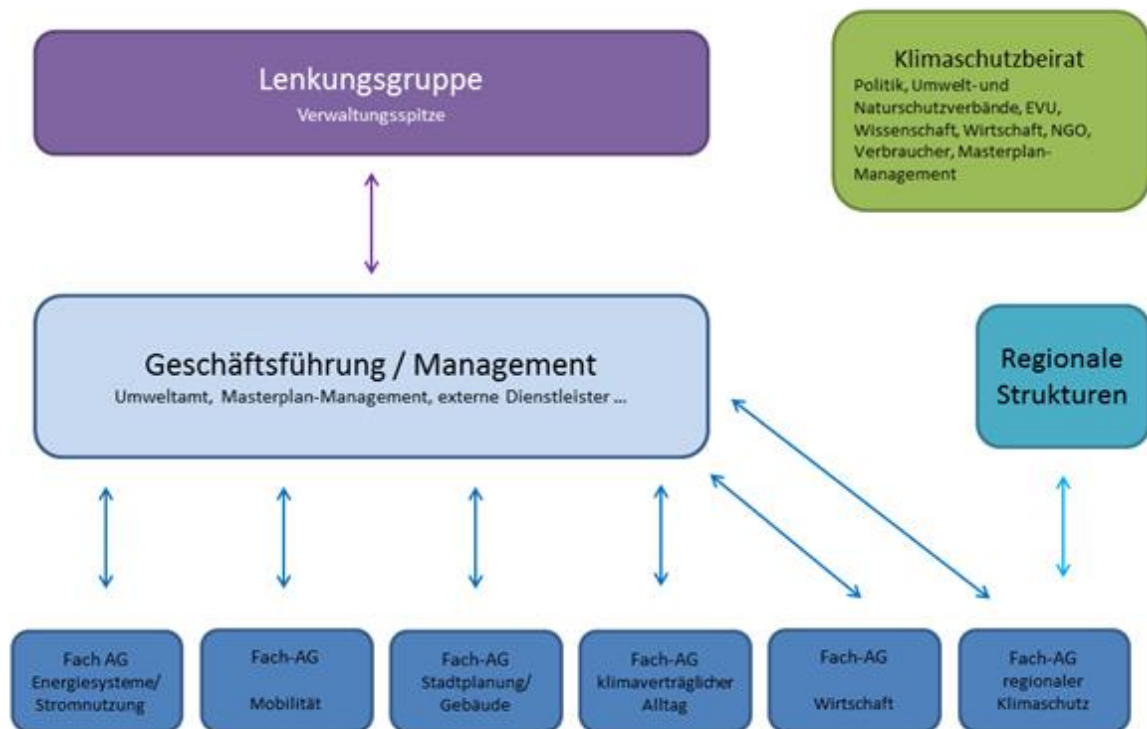 Lenkungsgruppe
Verwaltungsspitze
Klimaschutzbeirat
Politik, Umwelt- und
Naturschutzverbände, EVU,
Wissenschaft, Wirtschaft, NGO,
Verbraucher, Masterplan-
Management
Geschäftsführung / Management
Umweltamt, Masterplan-Management, externe Dienstleister ...
Regionale
Strukturen
Fach AG
Energiesysteme/
Stromnutzung
Fach-AG
Mobilität
Fach-AG
Stadtplanung/
Gebäude
Fach-AG
klimaverträglicher
Alltag
Fach-AG
Wirtschaft
Fach-AG
regionaler
Klimaschutz